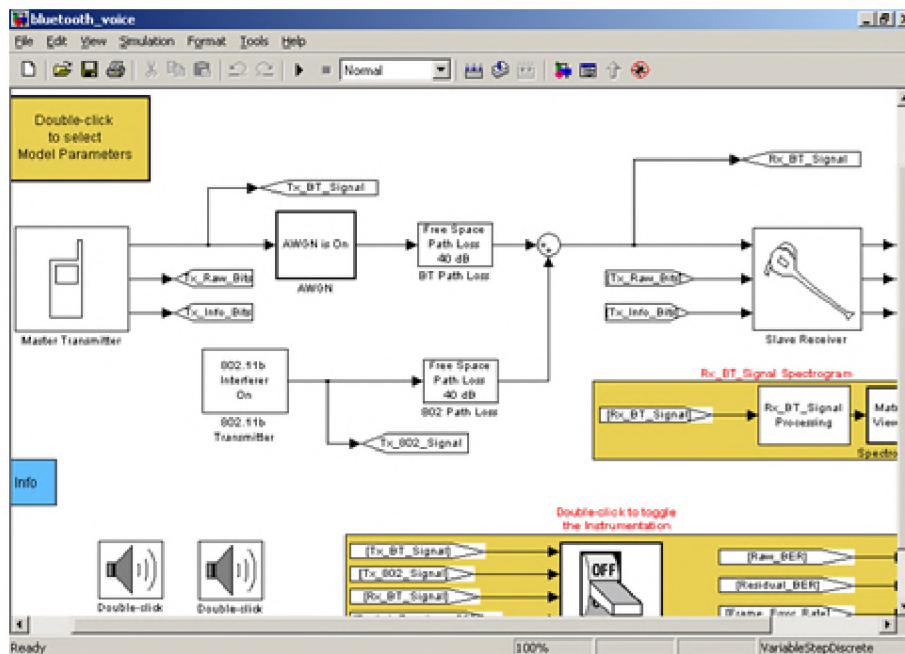 bluetooth_voice
File Edit View Simulation Format Tools Help
Normal
Double-click
to select
Model Parameters
Tx_BT_Signal
Rx_BT_Signal
AWGN is On
AWGN
Free Space
Path Loss
40 dB
BT Path Loss
Tx_Raw_Bits
Tx_Info_Bits
Master Transmitter
[Tx_Raw_Bits]
[Tx_Info_Bits]
Slave Receiver
802.11b
Interferer
On
802.11b
Transmitter
Free Space
Path Loss
40 dB
802 Path Loss
Tx_802_Signal
Rx_BT_Signal Spectrogram
[Rx_BT_Signal]
Rx_BT_Signal
Processing
Info
Double-click to toggle
the Instrumentation
[Tx_BT_Signal]
[Tx_802_Signal]
[Rx_BT_Signal]
OFF
[Raw_BER]
[Residual_BER]
Double-click
Double-click
Ready
100%
VariableStepDiscrete